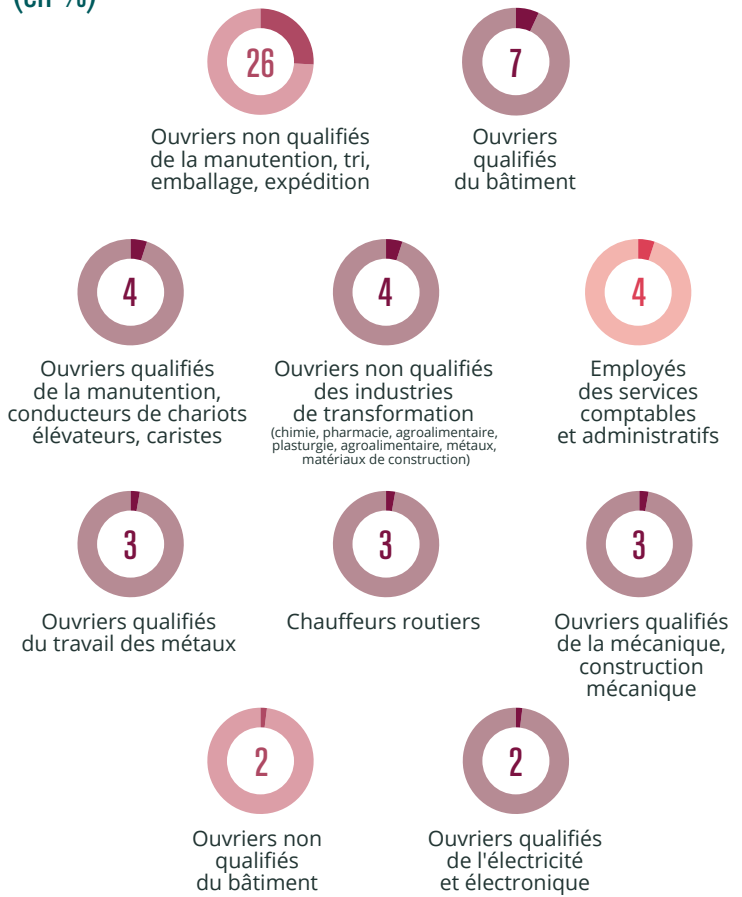 (en %)
26
Ouvriers non qualifiés
de la manutention, tri,
emballage, expédition
7
Ouvriers
qualifiés
du bâtiment
4
Ouvriers qualifiés
de la manutention,
conducteurs de chariots
élévateurs, caristes
4
Ouvriers non qualifiés
des industries
de transformation
(chimie, pharmacie, agroalimentaire,
plasturgie, agroalimentaire, métaux,
matériaux de construction)
4
Employés
des services
comptables
et administratifs
3
Ouvriers qualifiés
du travail des métaux
3
Chauffeurs routiers
3
Ouvriers qualifiés
de la mécanique,
construction
mécanique
2
Ouvriers non
qualifiés
du bâtiment
2
Ouvriers qualifiés
de l'électricité
et électronique